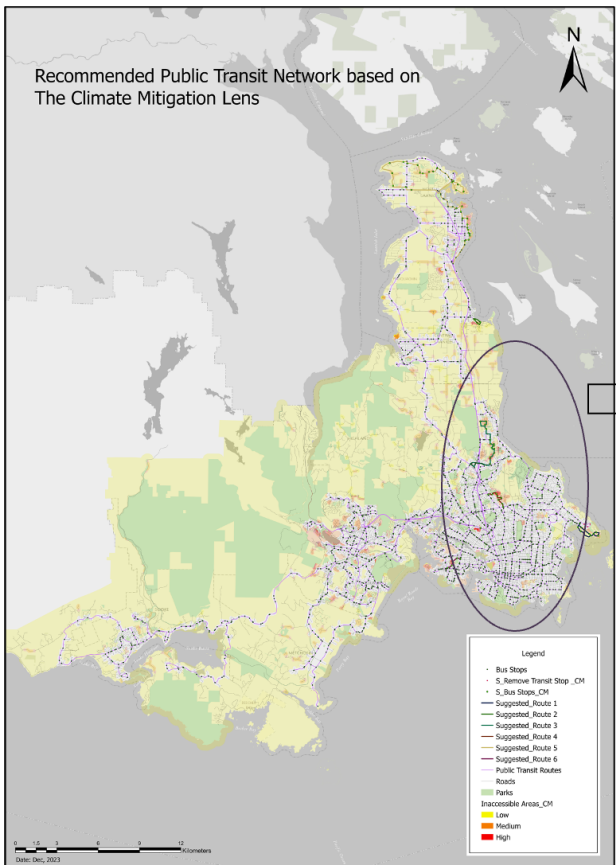 Recommended Public Transit Network based on
The Climate Mitigation Lens
N
Legend
Bus Stops
S_Remove Transit Stop _CM
S_Bus Stops_CM
Suggested_Route 1
Suggested_Route 2
Suggested_Route 3
Suggested_Route 4
Suggested_Route 5
Suggested_Route 6
Public Transit Routes
Roads
Parks
Inaccessible Areas_CM
Low
Medium
High
0 1.5 3 6 9 12
Kilometers
Date: Dec, 2023